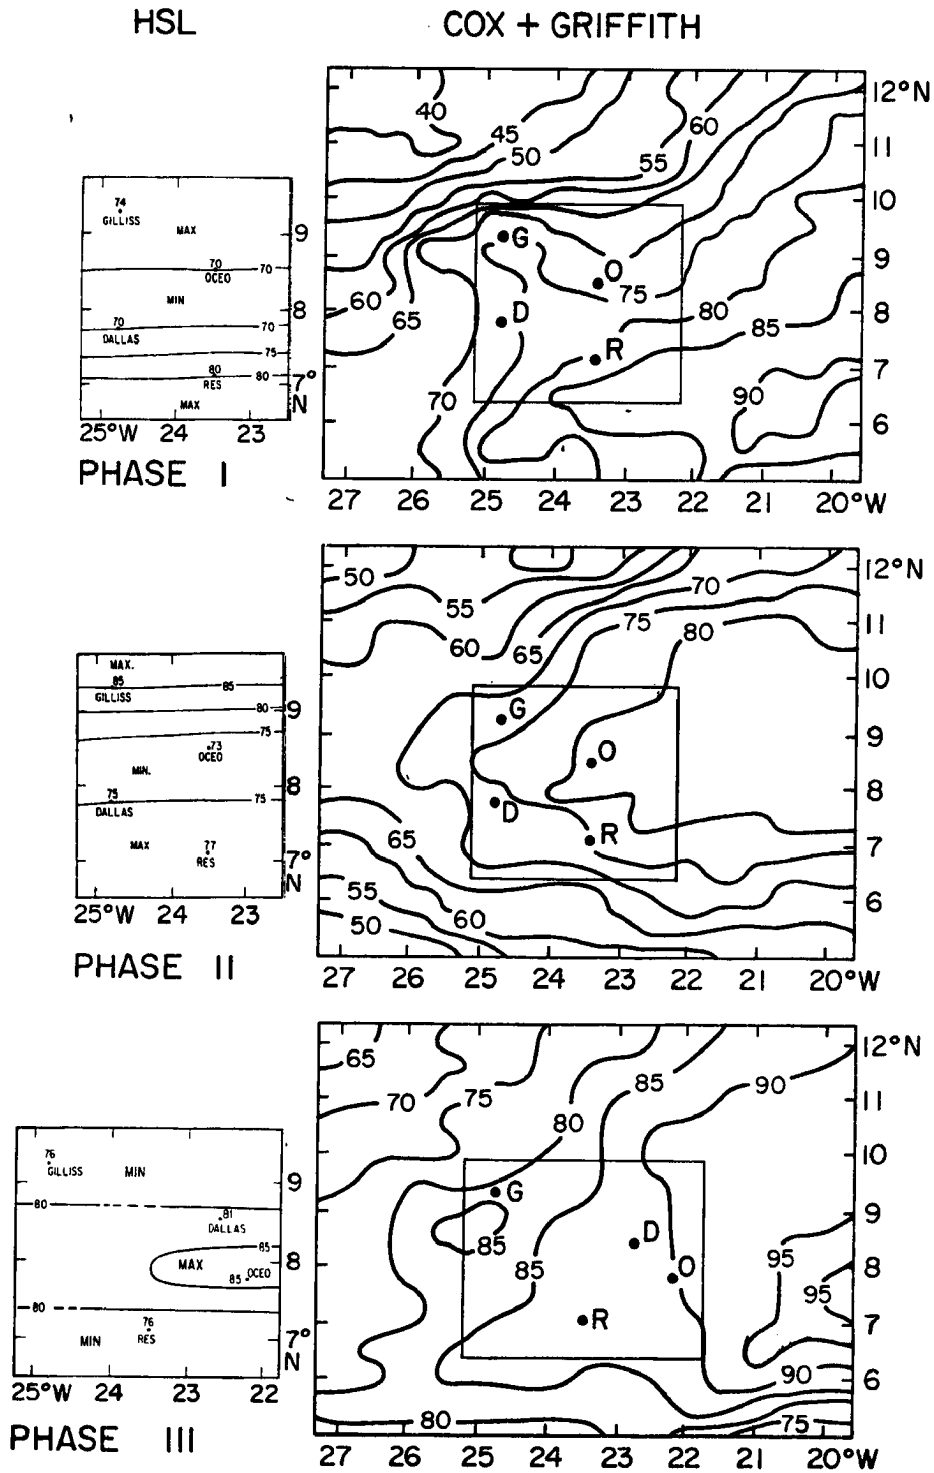 HSL
COX + GRIFFITH
74
GILLISS
MAX
9
70
OCEO
70
MIN
8
70
DALLAS
70
75
80
RES
80
7°
N
MAX
25°W 24 23
PHASE I
40
45
50
55
60
12°N
11
10
9
8
7
6
G
O
75
D
R
60
65
70
80
85
90
27 26 25 24 23 22 21 20°W
MAX.
85
GILLISS
85
80
9
75
73
OCEO
MIN.
8
75
DALLAS
75
MAX
77
RES
7°
N
25°W 24 23
PHASE II
50
55
60
65
70
75
80
12°N
11
10
9
8
7
6
G
O
D
R
65
55
50
60
27 26 25 24 23 22 21 20°W
76
GILLISS
MIN
9
80
81
DALLAS
85
MAX
85 OCEO
8
80
76
RES
MIN
7°
N
25°W 24 23 22
PHASE III
65
70
75
80
85
90
12°N
11
10
9
8
7
6
G
85
85
D
O
R
95
95
90
80
75
27 26 25 24 23 22 21 20°W